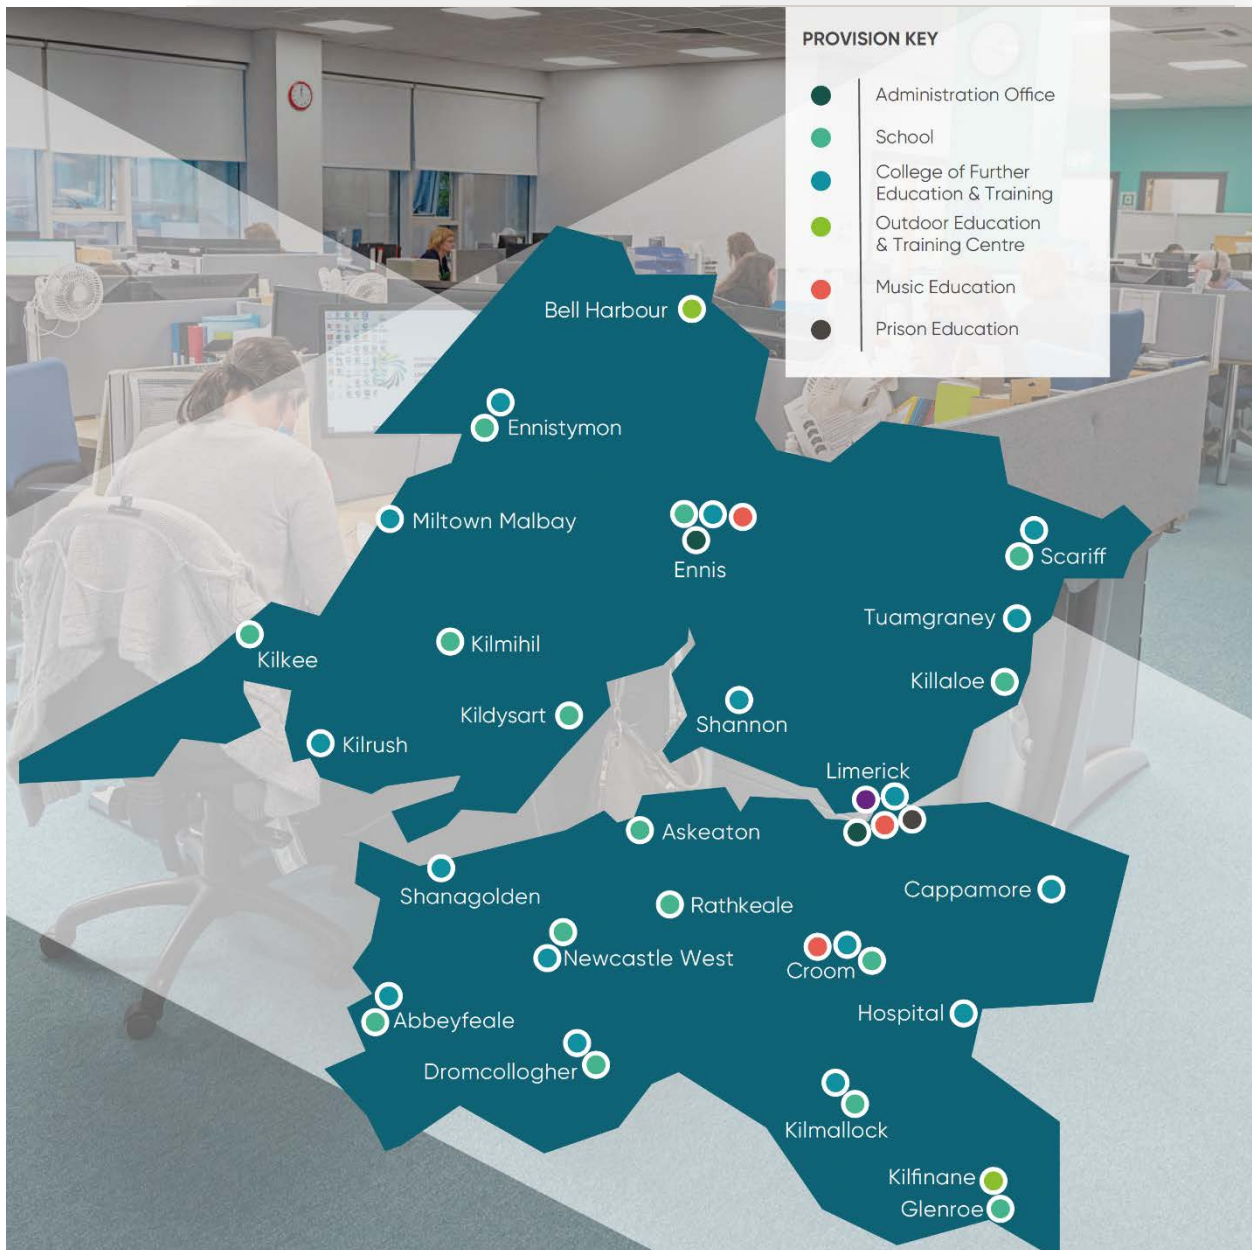 PROVISION KEY
Administration Office
School
College of Further
Education & Training
Outdoor Education
& Training Centre
Music Education
Prison Education
Bell Harbour
Ennistymon
Miltown Malbay
Ennis
Scariff
Tuamgraney
Kilkee
Kilmihil
Killaloe
Kildysart
Shannon
Kilrush
Limerick
Askeaton
Shanagolden
Cappamore
Rathkeale
Newcastle West
Croom
Hospital
Abbeyfeale
Dromcollogher
Kilmallock
Kilfinane
Glenroe